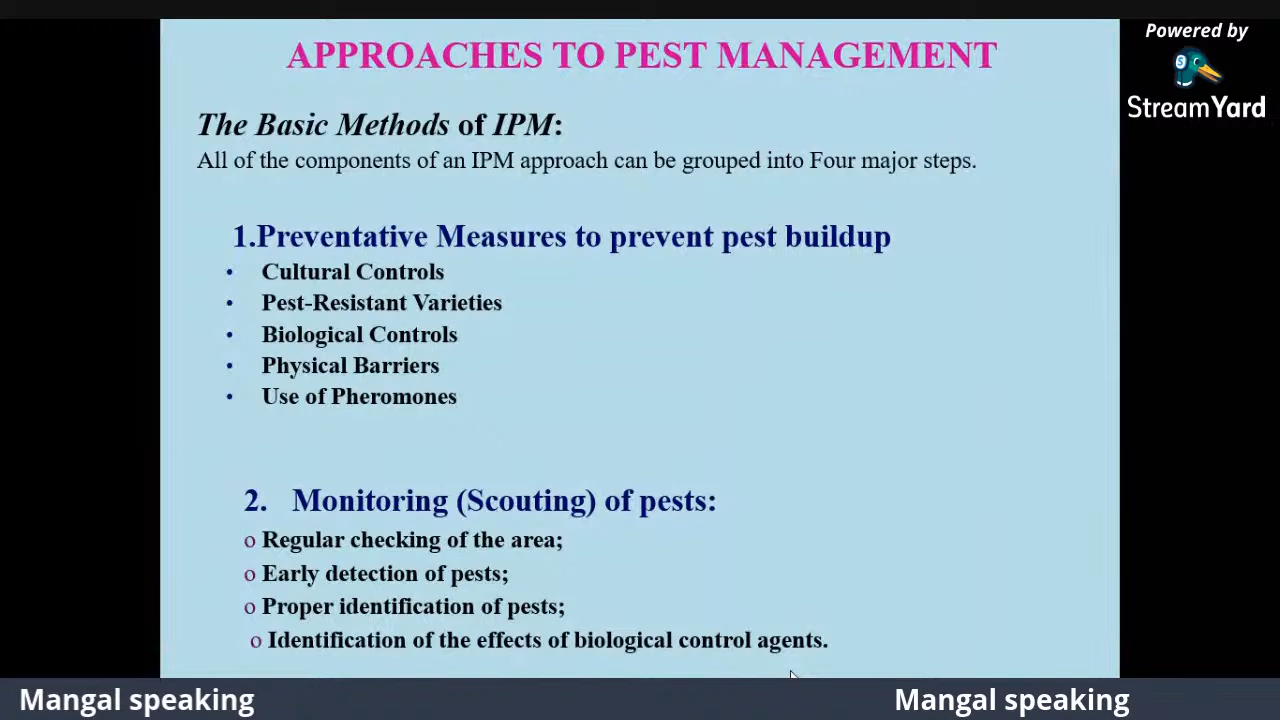 APPROACHES TO PEST MANAGEMENT
Powered by
StreamYard
The Basic Methods of IPM:
All of the components of an IPM approach can be grouped into Four major steps.
1.Preventative Measures to prevent pest buildup
• Cultural Controls
• Pest-Resistant Varieties
• Biological Controls
• Physical Barriers
• Use of Pheromones
2. Monitoring (Scouting) of pests:
o Regular checking of the area;
o Early detection of pests;
o Proper identification of pests;
o Identification of the effects of biological control agents.
Mangal speaking
Mangal speaking